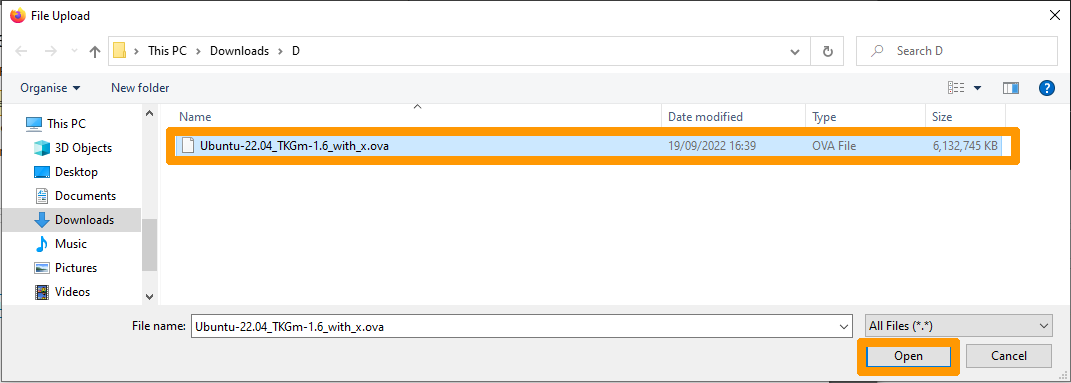 File Upload
This PC > Downloads > D
Search D
Organise
New folder
?
This PC
3D Objects
Desktop
Documents
Downloads
Music
Pictures
Videos
Name Date modified Type Size
Ubuntu-22.04_TKGm-1.6_with_x.ova 19/09/2022 16:39 OVA File 6,132,745 KB
File name: Ubuntu-22.04_TKGm-1.6_with_x.ova All Files (*.*)
Open Cancel